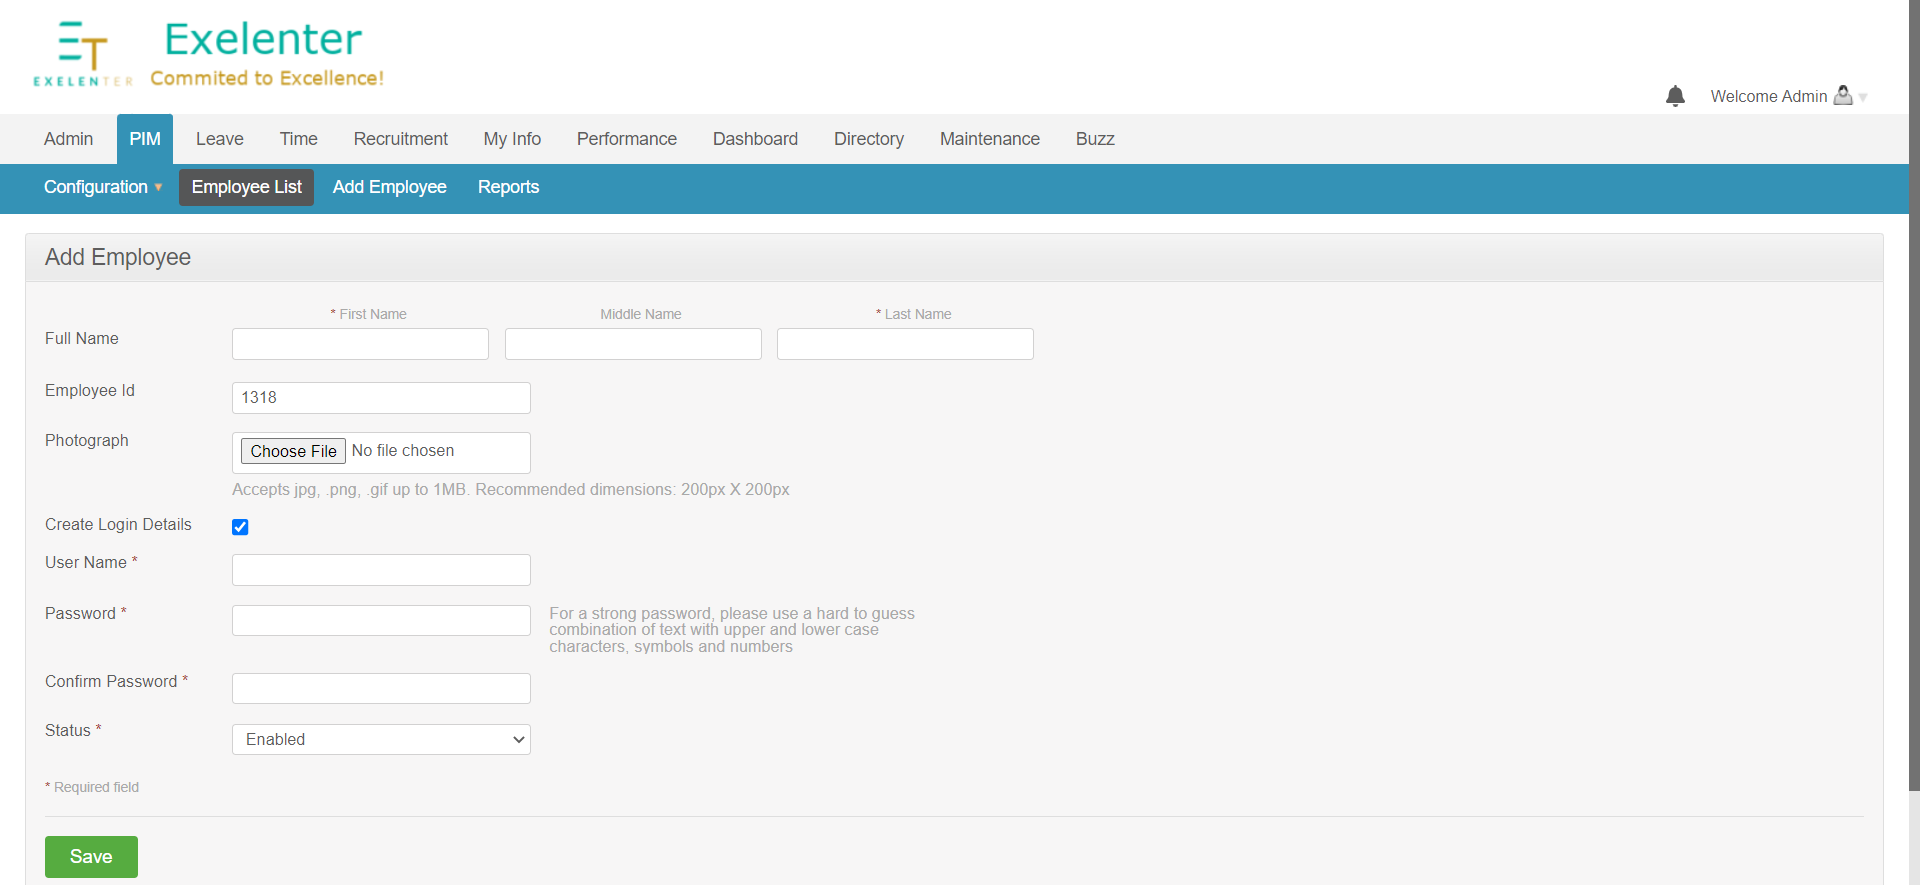 ET
EXELENTER
Exelenter
Commited to Excellence!
Welcome Admin
Admin PIM Leave Time Recruitment My Info Performance Dashboard Directory Maintenance Buzz
Configuration Employee List Add Employee Reports
Add Employee
* First Name Middle Name * Last Name
Full Name
Employee Id 1318
Photograph Choose File No file chosen
Accepts jpg, .png, .gif up to 1MB. Recommended dimensions: 200px X 200px
Create Login Details
User Name *
Password * For a strong password, please use a hard to guess
combination of text with upper and lower case
characters, symbols and numbers
Confirm Password *
Status * Enabled
* Required field
Save